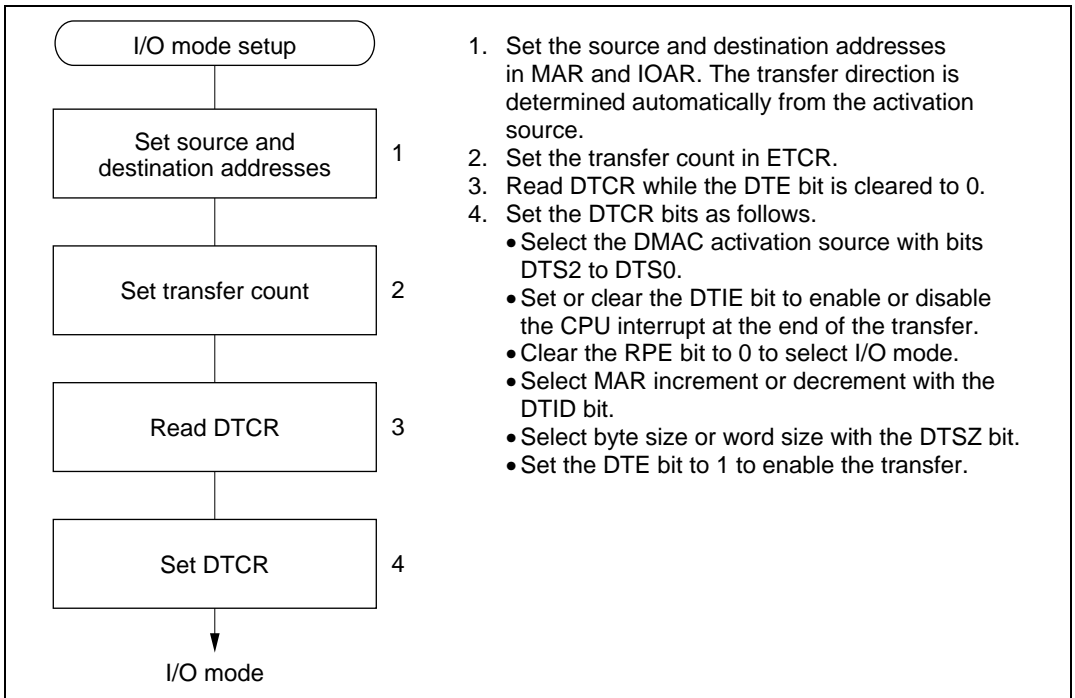 I/O mode setup
Set source and
destination addresses
1
Set transfer count
2
Read DTCR
3
Set DTCR
4
I/O mode
1. Set the source and destination addresses
in MAR and IOAR. The transfer direction is
determined automatically from the activation
source.
2. Set the transfer count in ETCR.
3. Read DTCR while the DTE bit is cleared to 0.
4. Set the DTCR bits as follows.
• Select the DMAC activation source with bits
DTS2 to DTS0.
• Set or clear the DTIE bit to enable or disable
the CPU interrupt at the end of the transfer.
• Clear the RPE bit to 0 to select I/O mode.
• Select MAR increment or decrement with the
DTID bit.
• Select byte size or word size with the DTSZ bit.
• Set the DTE bit to 1 to enable the transfer.